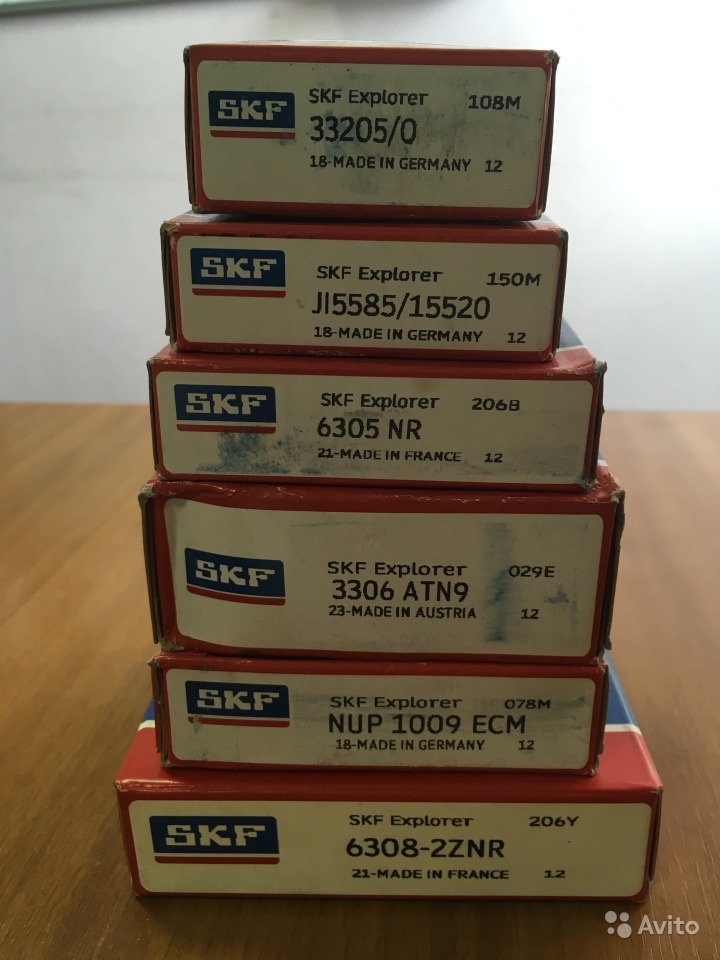 SKF
SKF Explorer 108M
33205/Q
18-MADE IN GERMANY 12
SKF
SKF Explorer 150M
J15585/15520
18-MADE IN GERMANY 12
SKF
SKF Explorer 206B
6305 NR
21-MADE IN FRANCE 12
SKF
SKF Explorer 029E
3306 ATN9
23-MADE IN AUSTRIA 12
SKF
SKF Explorer 078M
NUP 1009 ECM
18-MADE IN GERMANY 12
SKF
SKF Explorer 206Y
6308-2ZNR
21-MADE IN FRANCE 12
Avito